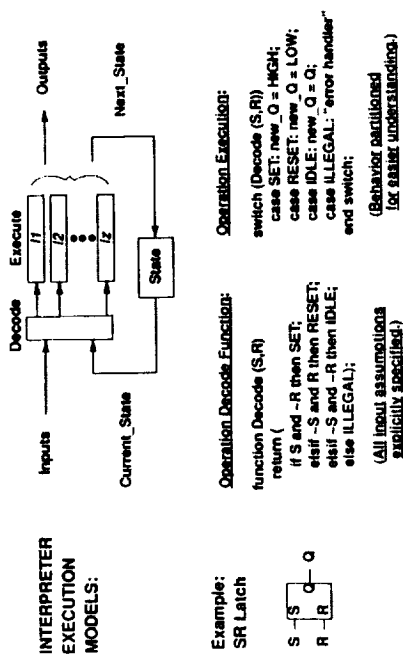 INTERPRETER
EXECUTION
MODELS:
Decode
Execute
Inputs
I1
I2
Iz
Outputs
Current_State
State
Next_State
Example:
SR Latch
S
S
Q
Q
R
R
Operation Decode Function:
function Decode (S,R)
return (
if S and ~R then SET;
elsif ~S and R then RESET;
elsif ~S and ~R then IDLE;
else ILLEGAL);
(All input assumptions
explicitly specified.)
Operation Execution:
switch (Decode (S,R))
case SET: new_Q = HIGH;
case RESET: new_Q = LOW;
case IDLE: new_Q = Q;
case ILLEGAL: "error handler"
end switch;
(Behavior partitioned
for easier understanding.)